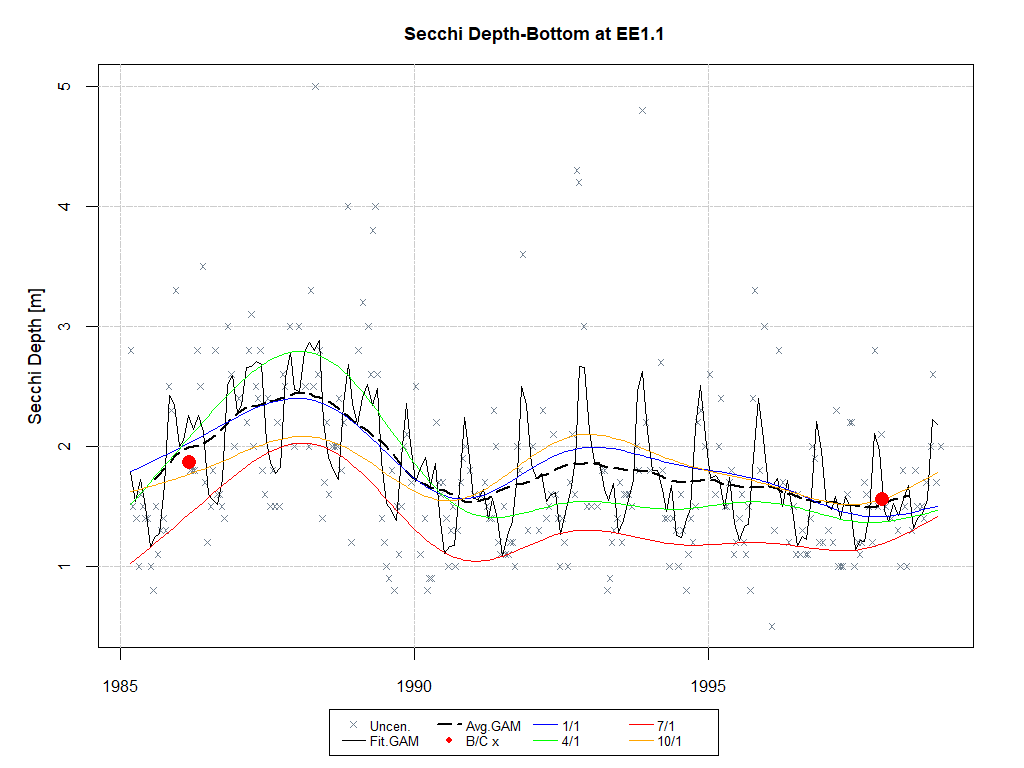 Secchi Depth-Bottom at EE1.1
Secchi Depth [m]
5
4
3
2
1
1985 1990 1995
Uncen. Avg.GAM 1/1 7/1
Fit.GAM B/C x 4/1 10/1